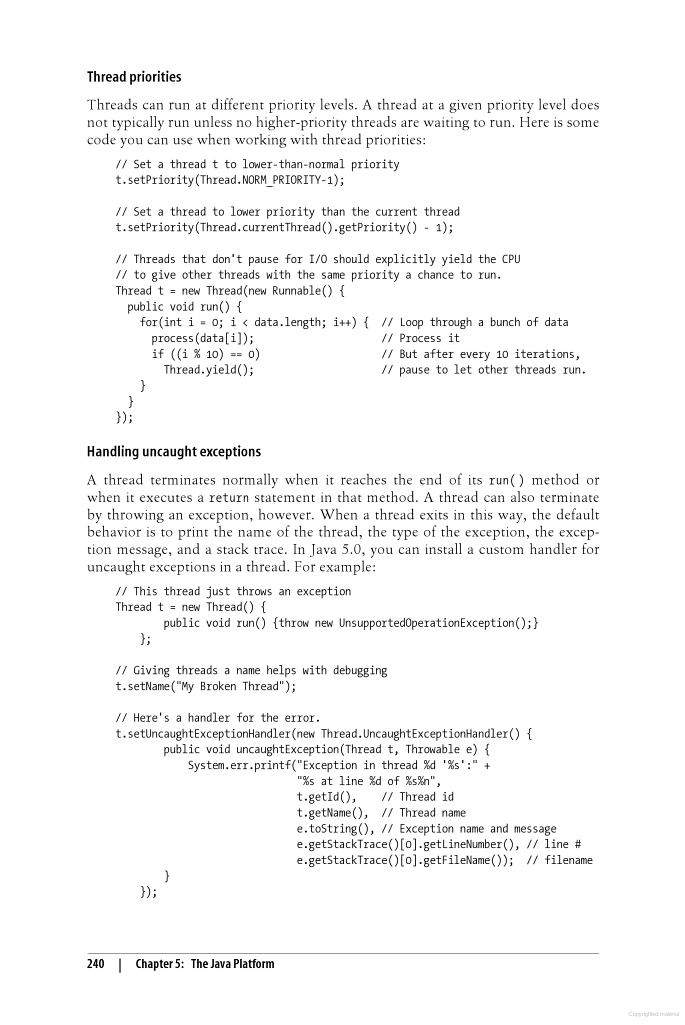 Thread priorities
Threads can run at different priority levels. A thread at a given priority level does
not typically run unless no higher-priority threads are waiting to run. Here is some
code you can use when working with thread priorities:
// Set a thread t to lower-than-normal priority
t.setPriority(Thread.NORM_PRIORITY-1);
// Set a thread to lower priority than the current thread
t.setPriority(Thread.currentThread().getPriority() - 1);
// Threads that don't pause for I/O should explicitly yield the CPU
// to give other threads with the same priority a chance to run.
Thread t = new Thread(new Runnable() {
  public void run() {
    for(int i = 0; i < data.length; i++) {  // Loop through a bunch of data
      process(data[i]);                     // Process it
      if ((i % 10) == 0)                    // But after every 10 iterations,
        Thread.yield();                     // pause to let other threads run.
    }
  }
});
Handling uncaught exceptions
A thread terminates normally when it reaches the end of its run() method or
when it executes a return statement in that method. A thread can also terminate
by throwing an exception, however. When a thread exits in this way, the default
behavior is to print the name of the thread, the type of the exception, the excep-
tion message, and a stack trace. In Java 5.0, you can install a custom handler for
uncaught exceptions in a thread. For example:
// This thread just throws an exception
Thread t = new Thread() {
        public void run() {throw new UnsupportedOperationException();}
    };
// Giving threads a name helps with debugging
t.setName("My Broken Thread");
// Here's a handler for the error.
t.setUncaughtExceptionHandler(new Thread.UncaughtExceptionHandler() {
        public void uncaughtException(Thread t, Throwable e) {
            System.err.printf("Exception in thread %d '%s':" +
                              "%s at line %d of %s%n",
                              t.getId(),    // Thread id
                              t.getName(),  // Thread name
                              e.toString(), // Exception name and message
                              e.getStackTrace()[0].getLineNumber(), // line #
                              e.getStackTrace()[0].getFileName());  // filename
        }
    });
240 | Chapter 5: The Java Platform
Copyrighted material